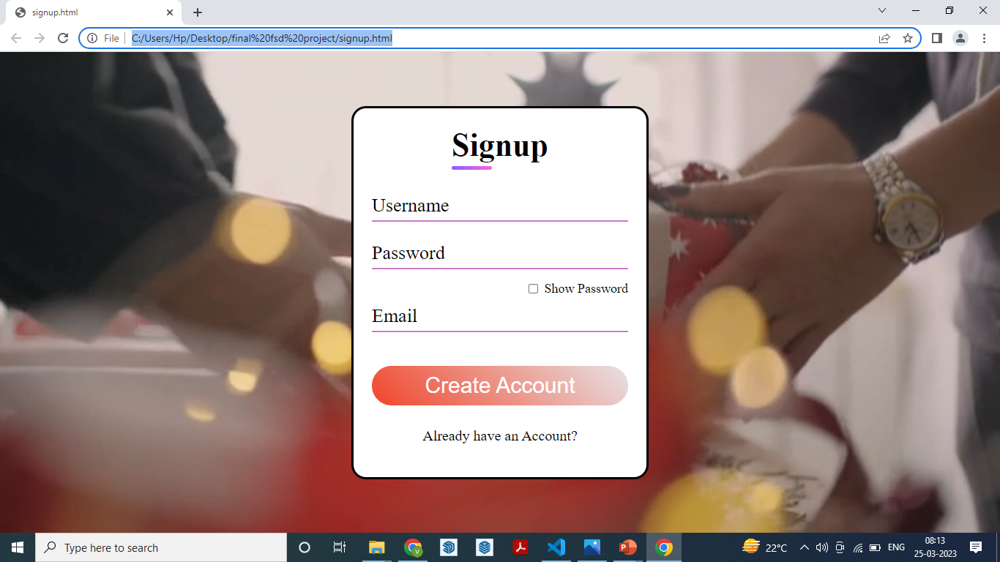 signup.html
File
C:/Users/Hp/Desktop/final%20fsd%20project/signup.html
Signup
Username
Password
Show Password
Email
Create Account
Already have an Account?
Type here to search
V
22°C
ENG
08:13
25-03-2023